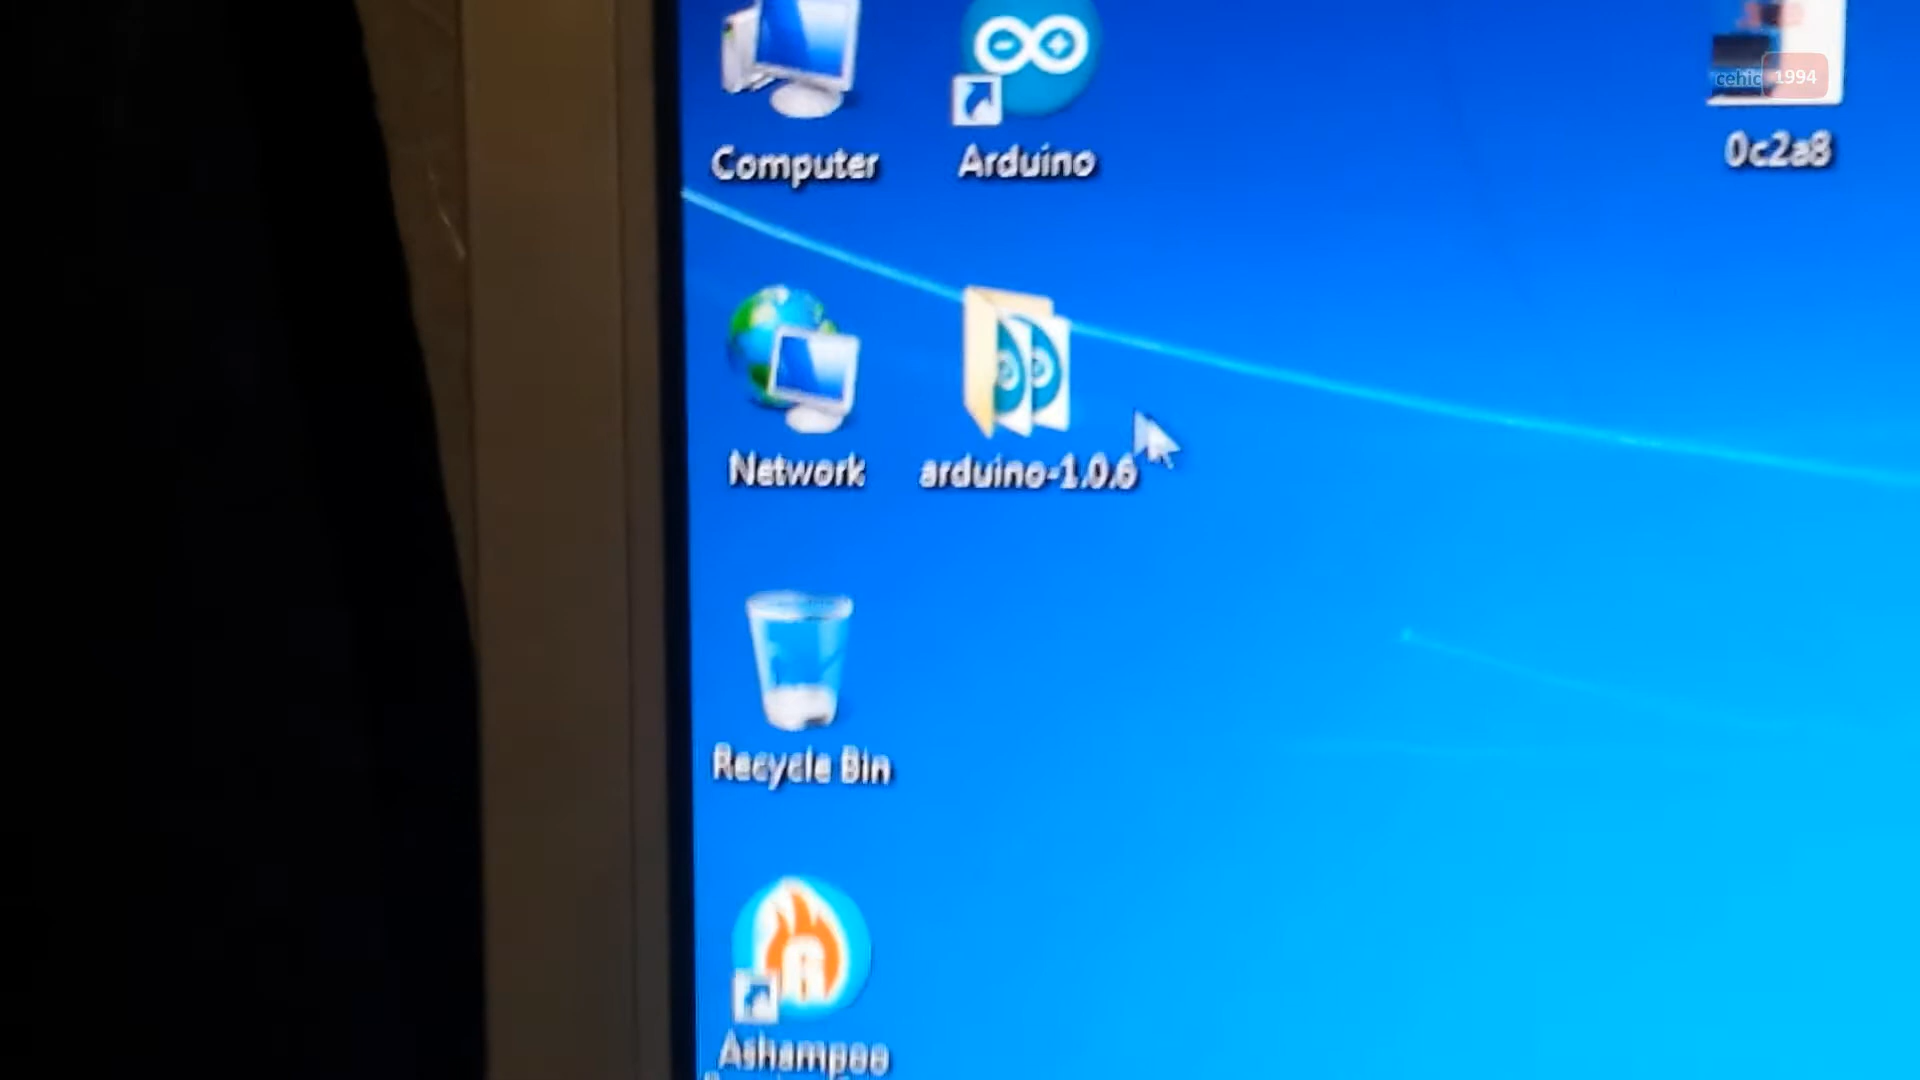 cehic 1994
Computer
Arduino
0c2a8
Network
arduino-1.0.6
Recycle Bin
Ashampoo